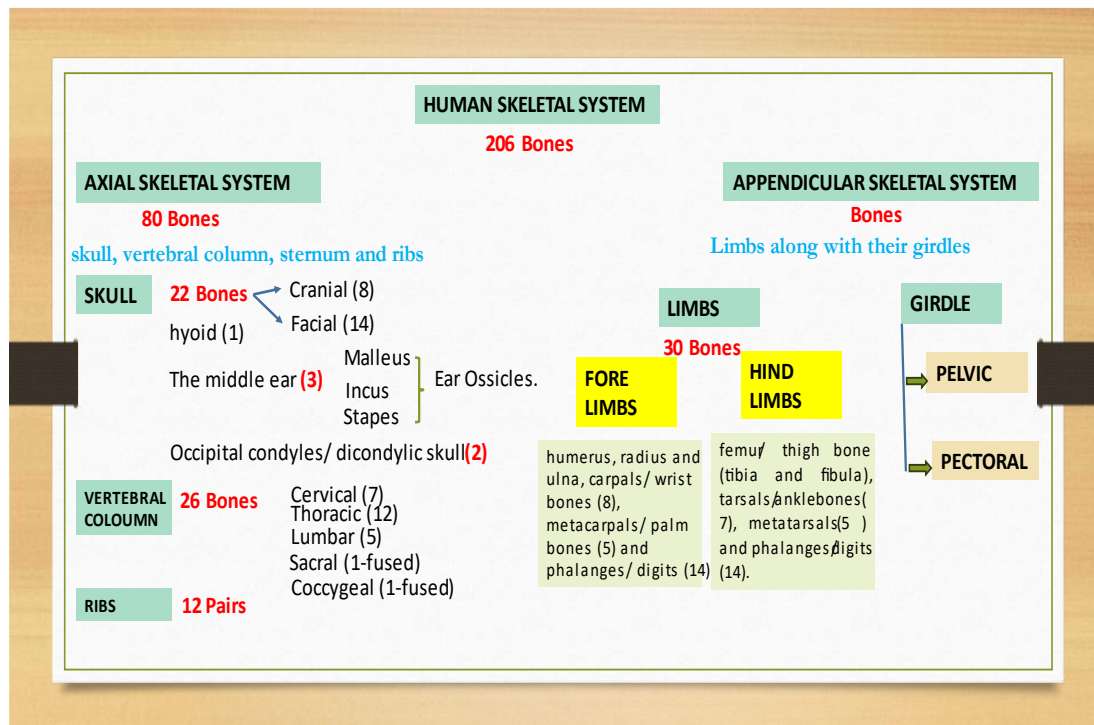 HUMAN SKELETAL SYSTEM
206 Bones
AXIAL SKELETAL SYSTEM
80 Bones
skull, vertebral column, sternum and ribs
SKULL
22 Bones
Cranial (8)
Facial (14)
hyoid (1)
The middle ear (3)
Malleus
Incus
Stapes
Ear Ossicles.
Occipital condyles/ dicondylic skull(2)
VERTEBRAL
COLOUMN
26 Bones
Cervical (7)
Thoracic (12)
Lumbar (5)
Sacral (1-fused)
Coccygeal (1-fused)
RIBS
12 Pairs
APPENDICULAR SKELETAL SYSTEM
Bones
Limbs along with their girdles
LIMBS
30 Bones
FORE
LIMBS
humerus, radius and
ulna, carpals/ wrist
bones (8),
metacarpals/ palm
bones (5) and
phalanges/ digits (14)
HIND
LIMBS
femur/ thigh bone
(tibia and fibula),
tarsals/anklebones(
7), metatarsals(5 )
and phalanges/digits
(14).
GIRDLE
PELVIC
PECTORAL